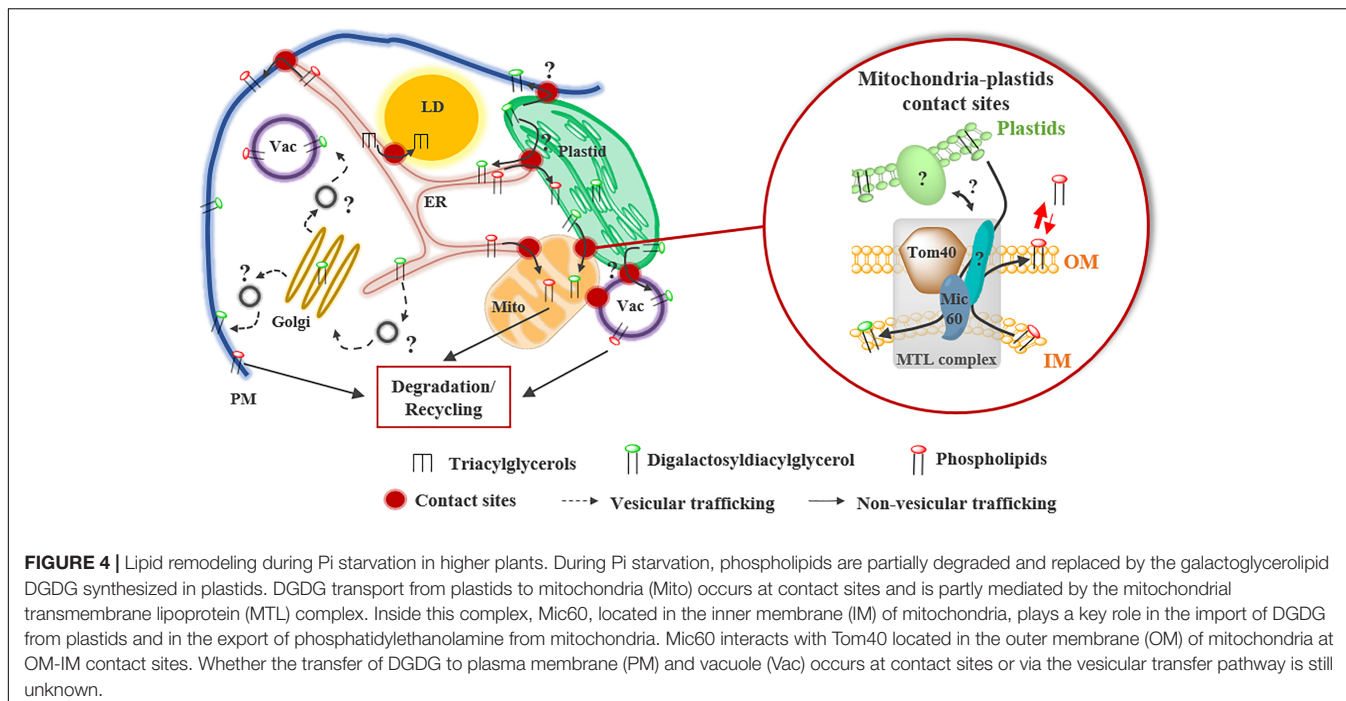 ?
LD
Vac
?
Plastid
?
ER
?
Golgi
?
?
Mito
?
Vac
PM
Degradation/
Recycling
Mitochondria-plastids
contact sites
Plastids
?
?
Tom40
?
OM
Mic
60
MTL complex
IM
Triacylglycerols
Digalactosyldiacylglycerol
Phospholipids
Contact sites
Vesicular trafficking
Non-vesicular trafficking
FIGURE 4 | Lipid remodeling during Pi starvation in higher plants. During Pi starvation, phospholipids are partially degraded and replaced by the galactoglycerolipid
DGDG synthesized in plastids. DGDG transport from plastids to mitochondria (Mito) occurs at contact sites and is partly mediated by the mitochondrial
transmembrane lipoprotein (MTL) complex. Inside this complex, Mic60, located in the inner membrane (IM) of mitochondria, plays a key role in the import of DGDG
from plastids and in the export of phosphatidylethanolamine from mitochondria. Mic60 interacts with Tom40 located in the outer membrane (OM) of mitochondria at
OM-IM contact sites. Whether the transfer of DGDG to plasma membrane (PM) and vacuole (Vac) occurs at contact sites or via the vesicular transfer pathway is still
unknown.